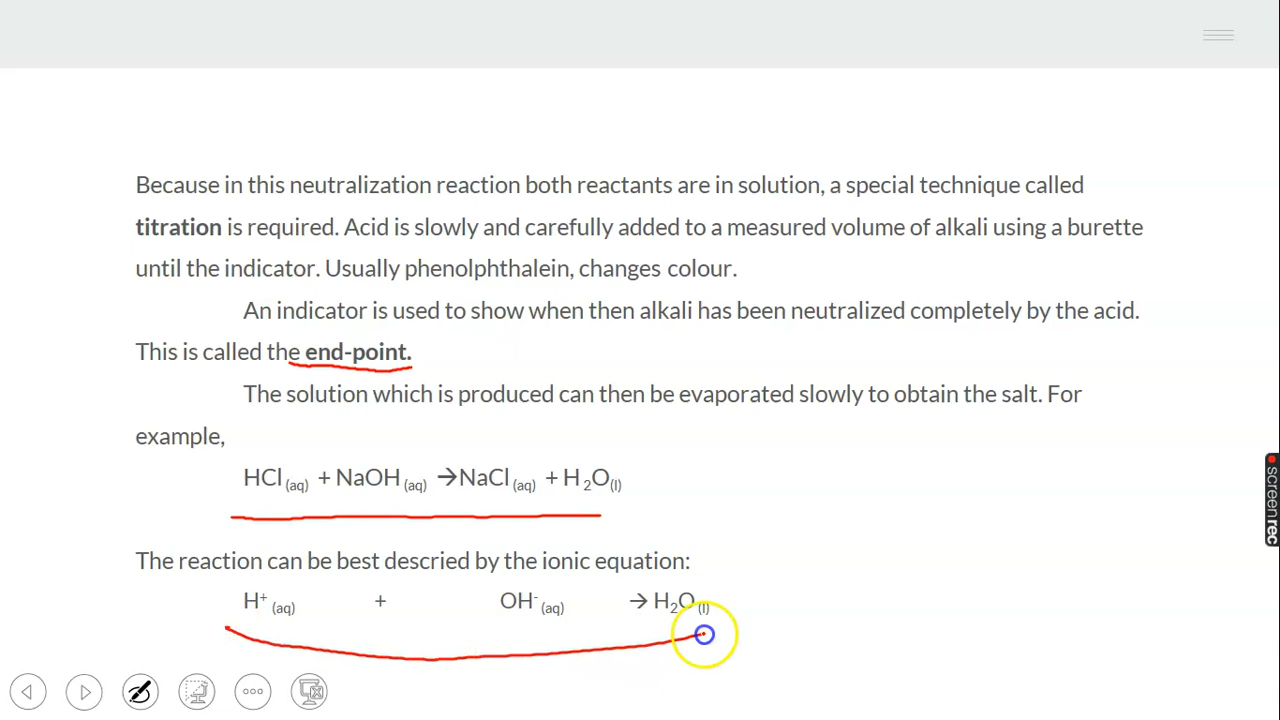 Because in this neutralization reaction both reactants are in solution, a special technique called
titration is required. Acid is slowly and carefully added to a measured volume of alkali using a burette
until the indicator. Usually phenolphthalein, changes colour.
An indicator is used to show when then alkali has been neutralized completely by the acid.
This is called the end-point.
The solution which is produced can then be evaporated slowly to obtain the salt. For
example,
HCl (aq) + NaOH (aq) →NaCl (aq) + H₂O(l)
The reaction can be best descried by the ionic equation:
H⁺ (aq) + OH⁻ (aq) → H₂O(l)
screenrec